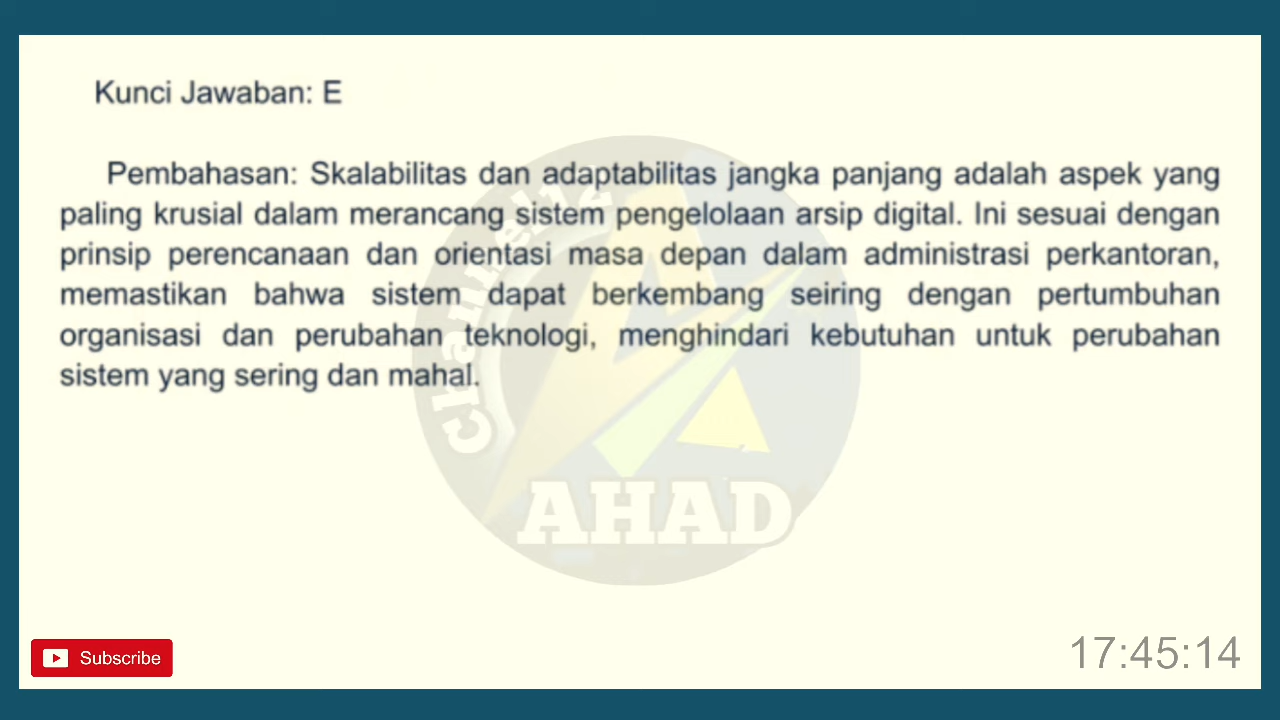 Kunci Jawaban: E
Pembahasan: Skalabilitas dan adaptabilitas jangka panjang adalah aspek yang
paling krusial dalam merancang sistem pengelolaan arsip digital. Ini sesuai dengan
prinsip perencanaan dan orientasi masa depan dalam administrasi perkantoran,
memastikan bahwa sistem dapat berkembang seiring dengan pertumbuhan
organisasi dan perubahan teknologi, menghindari kebutuhan untuk perubahan
sistem yang sering dan mahal.
AHAD
Subscribe
17:45:14